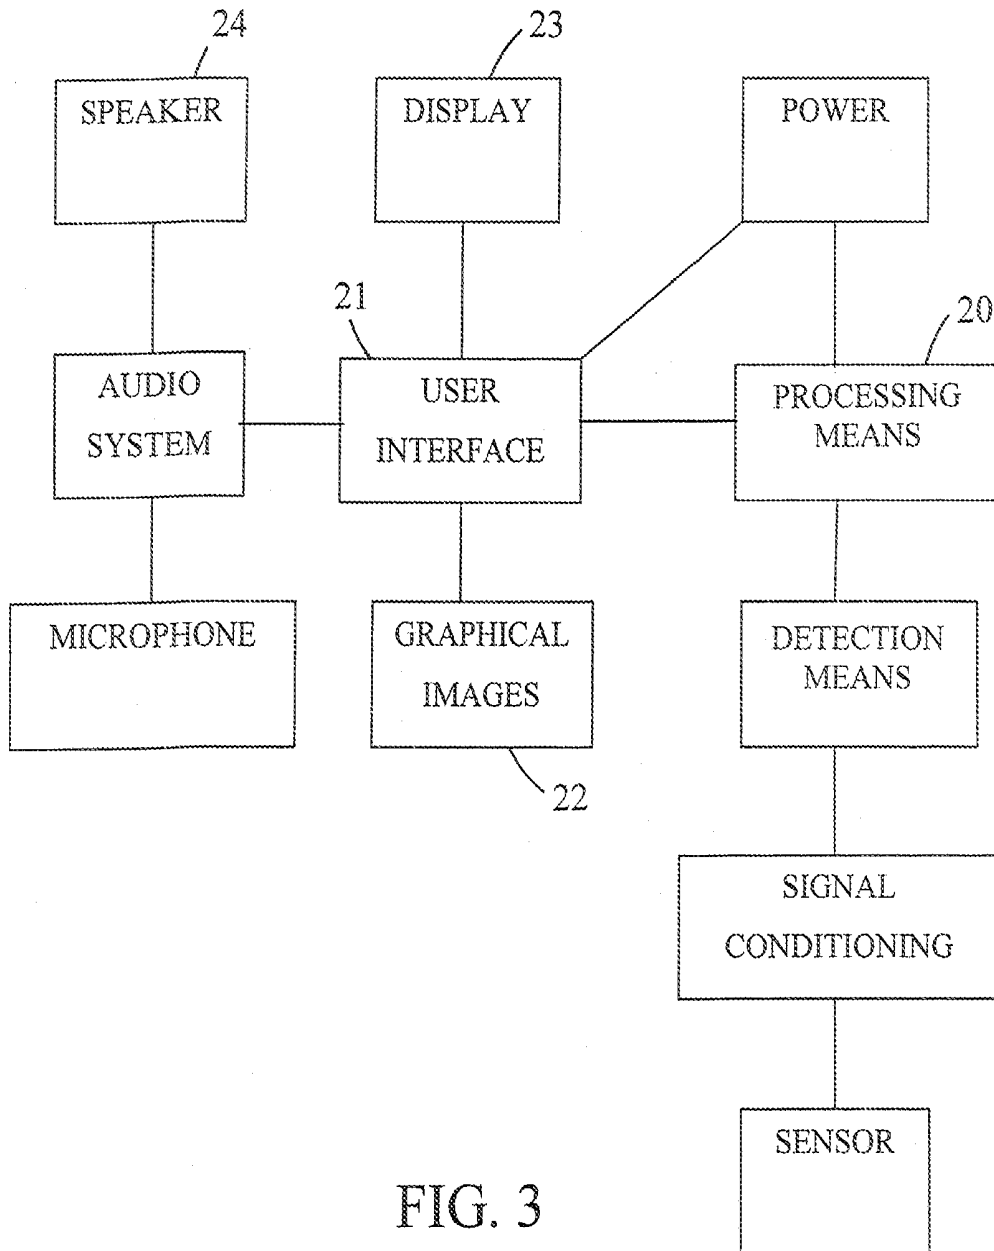 24
23
SPEAKER
DISPLAY
POWER
21
20
AUDIO
SYSTEM
USER
INTERFACE
PROCESSING
MEANS
MICROPHONE
GRAPHICAL
IMAGES
DETECTION
MEANS
22
SIGNAL
CONDITIONING
SENSOR
FIG. 3